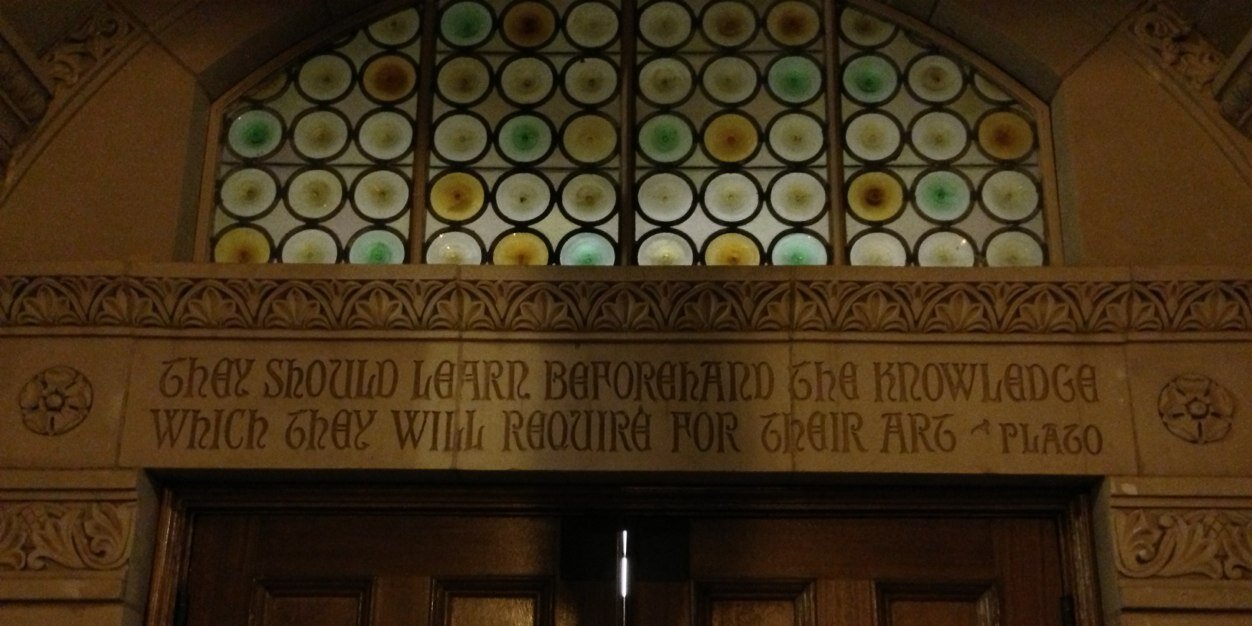 THEY SHOULD LEARN BEFOREHAND THE KNOWLEDGE
WHICH THEY WILL REQUIRE FOR THEIR ART ~ PLATO